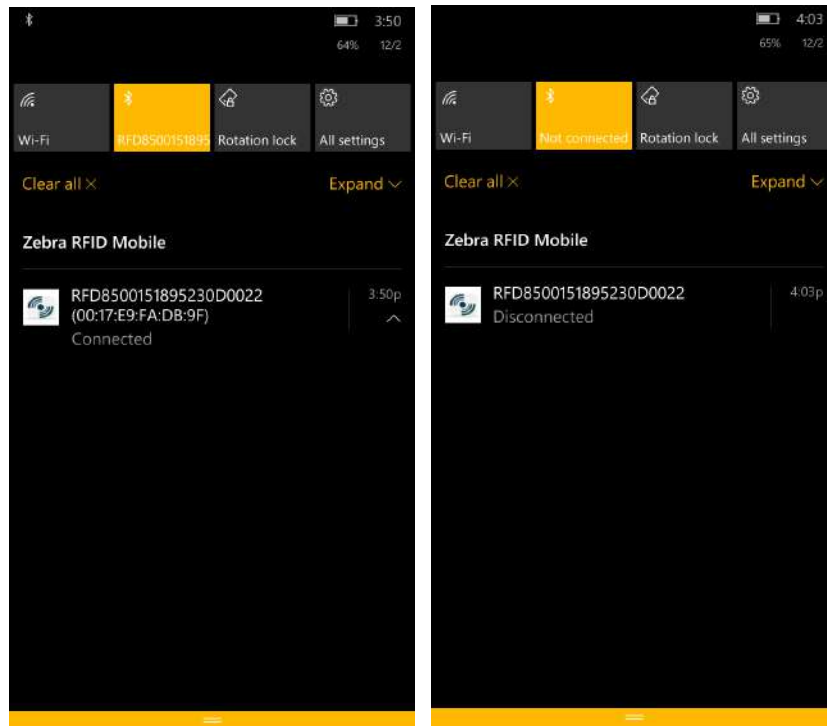 3:50
64% 12/2
Wi-Fi RFD8500151895 Rotation lock All settings
Clear all Expand
Zebra RFID Mobile
RFD8500151895230D0022 3:50p
(00:17:E9:FA:DB:9F)
Connected
4:03
65% 12/2
Wi-Fi Not connected Rotation lock All settings
Clear all Expand
Zebra RFID Mobile
RFD8500151895230D0022 4:03p
Disconnected